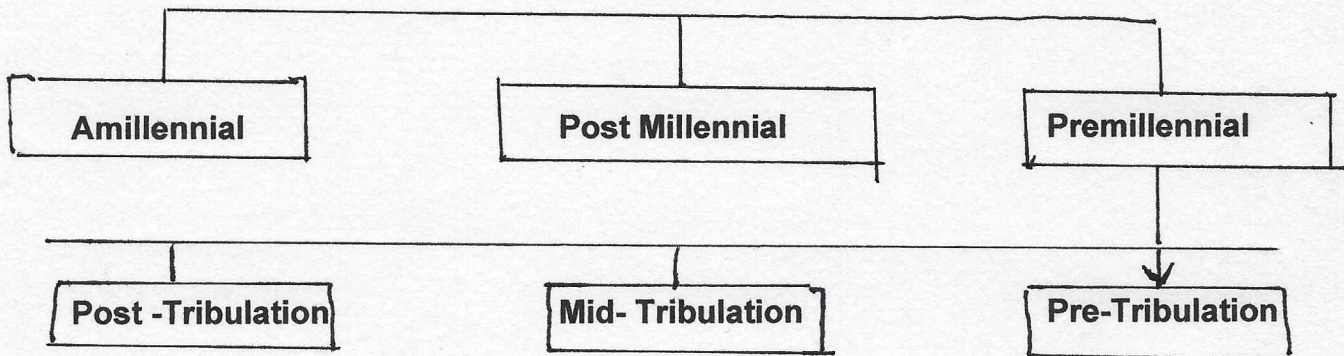 Amillennial
Post Millennial
Premillennial
Post -Tribulation
Mid- Tribulation
Pre-Tribulation